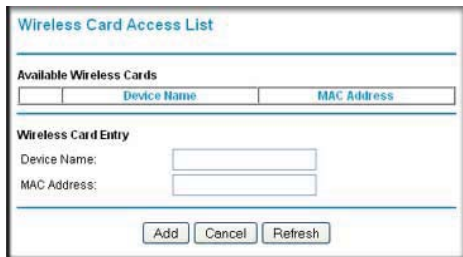 Wireless Card Access List
Available Wireless Cards
Device Name MAC Address
Wireless Card Entry
Device Name:
MAC Address:
Add Cancel Refresh